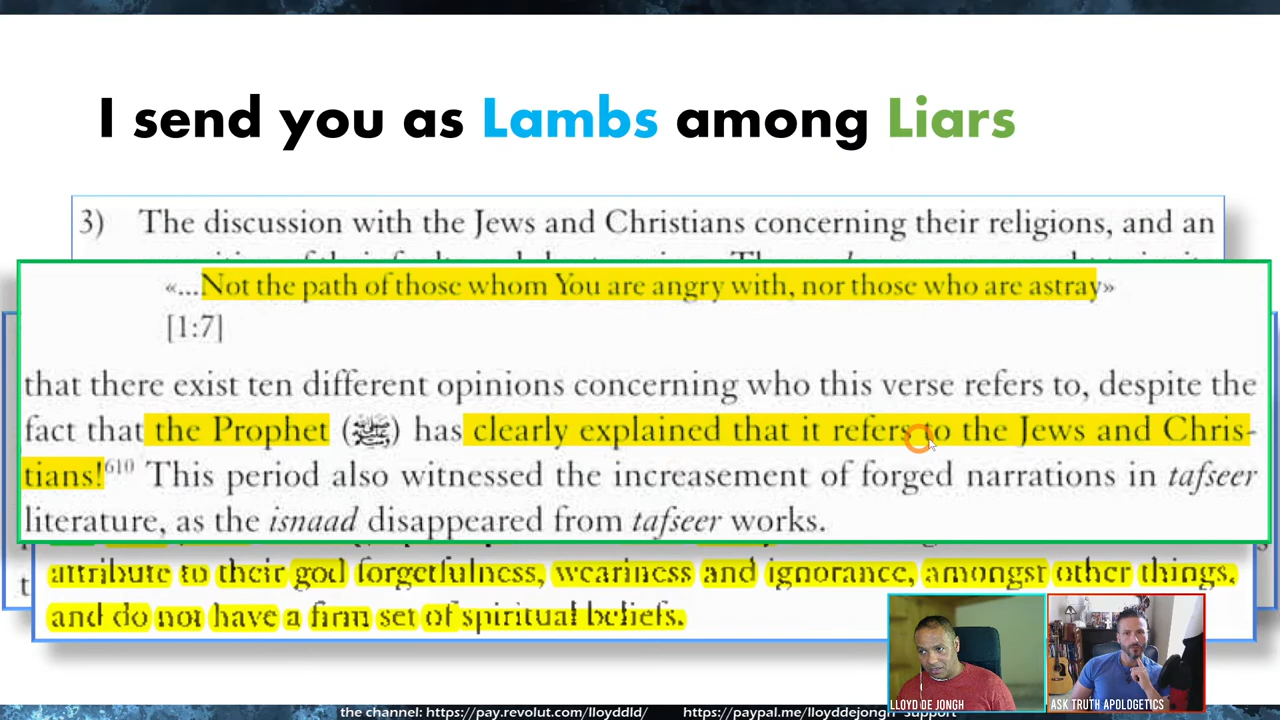 I send you as Lambs among Liars
3) The discussion with the Jews and Christians concerning their religions, and an
«...Not the path of those whom You are angry with, nor those who are astray»
[1:7]
that there exist ten different opinions concerning who this verse refers to, despite the
fact that the Prophet (ﷺ) has clearly explained that it refers to the Jews and Chris-
tians!610 This period also witnessed the increasement of forged narrations in tafseer
literature, as the isnaad disappeared from tafseer works.
attribute to their god forgetfulness, weariness and ignorance, amongst other things,
and do not have a firm set of spiritual beliefs.
LLOYD DE JONGH
ASK TRUTH APOLOGETICS
the channel: https://pay.revolut.com/lloyddld/ https://paypal.me/lloyddejongh support